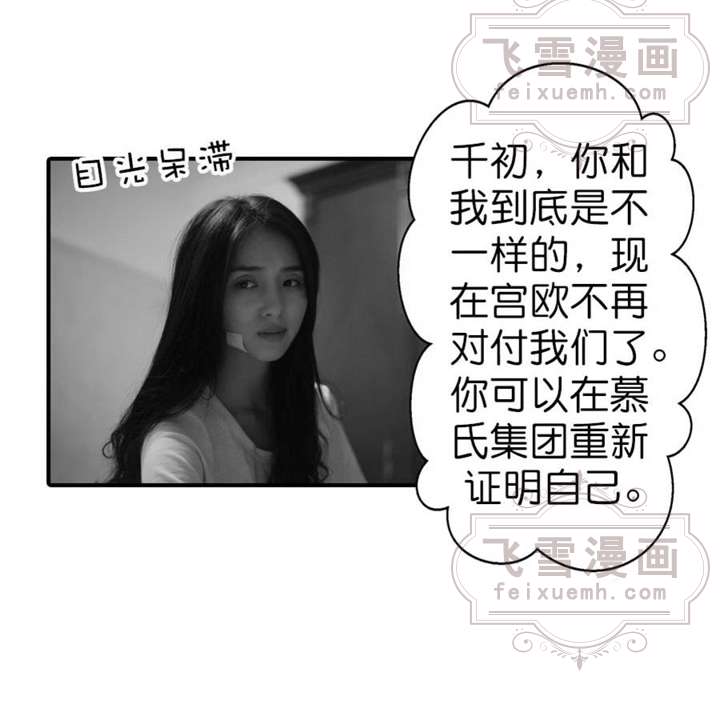 飞雪漫画
feixuemh.com
目光呆滞
千初，你和
我到底是不
一样的，现
在宫欧不再
对付我们了。
你可以在慕
氏集团重新
证明自己。
飞雪漫画
feixuemh.com